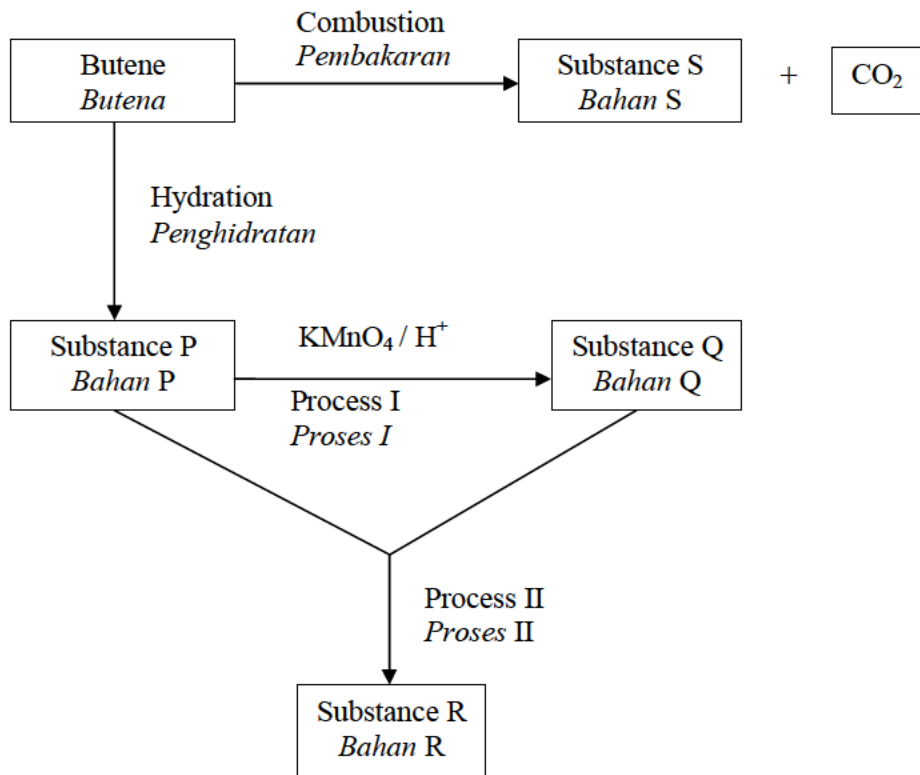 Combustion
Pembakaran
Butene
Butena
Substance S
Bahan S
+
CO₂
Hydration
Penghidratan
Substance P
Bahan P
KMnO₄ / H⁺
Process I
Proses I
Substance Q
Bahan Q
Process II
Proses II
Substance R
Bahan R